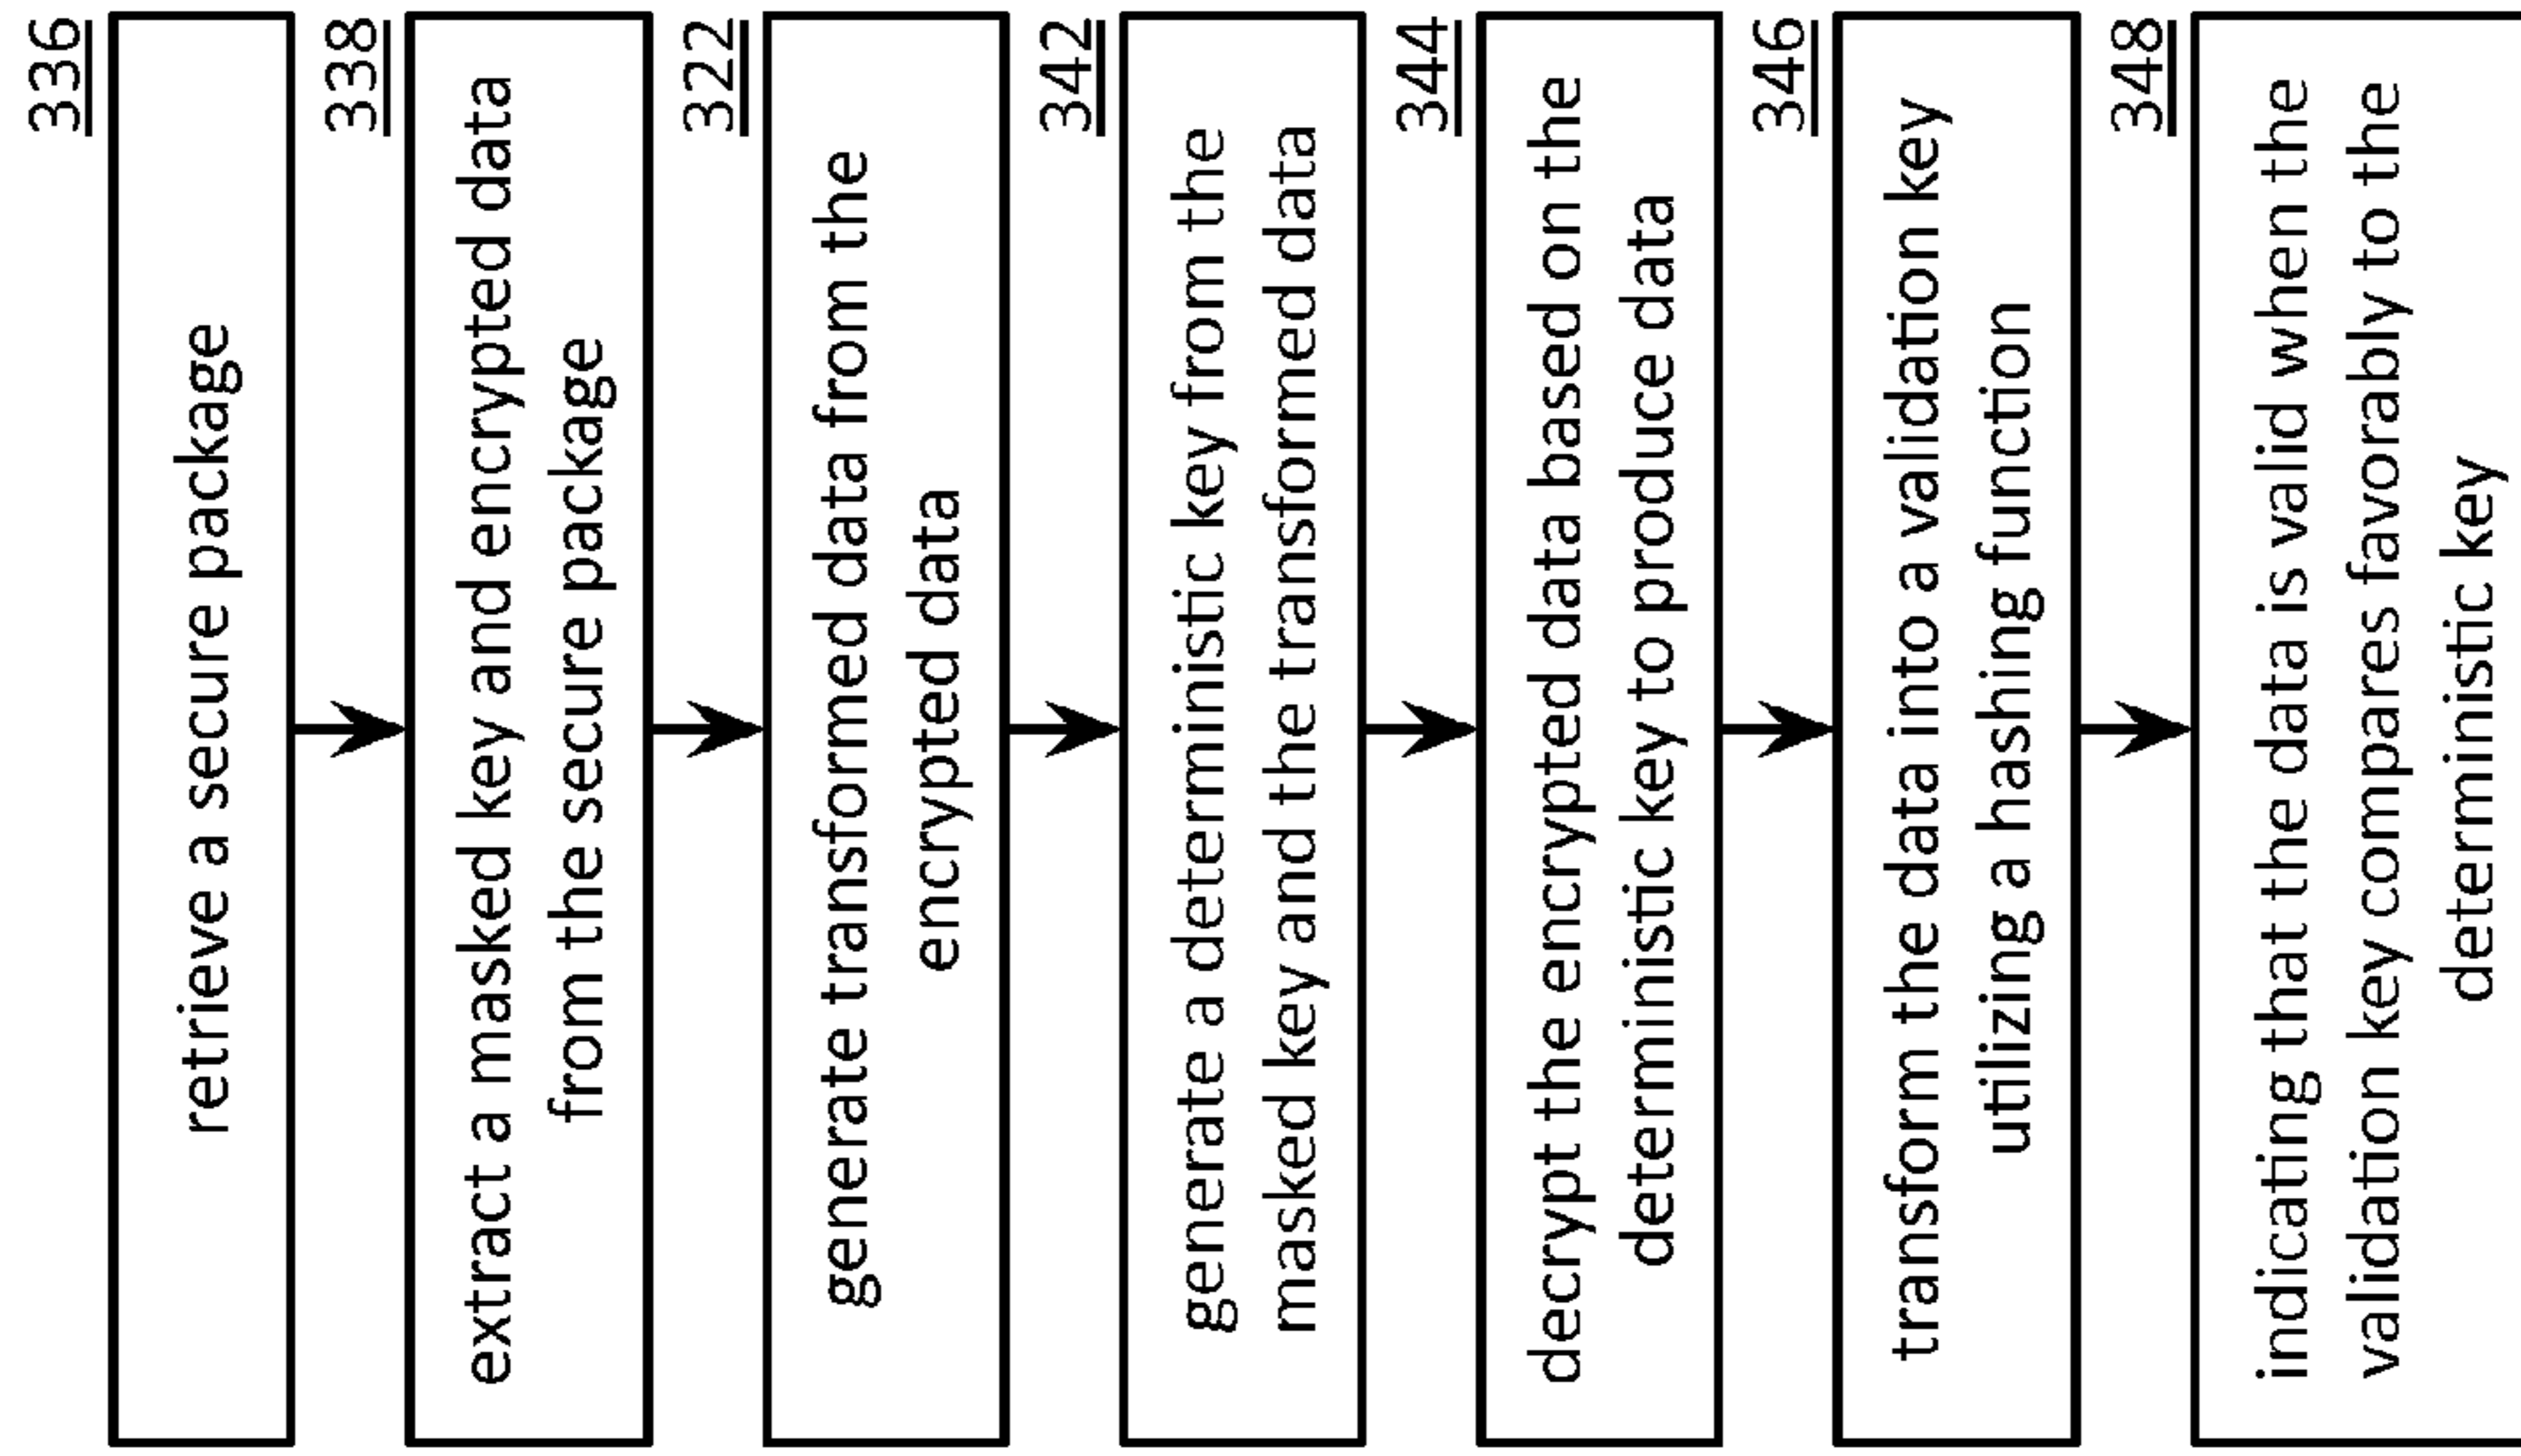 336
retrieve a secure package
338
extract a masked key and encrypted data
from the secure package
322
generate transformed data from the
encrypted data
342
generate a deterministic key from the
masked key and the transformed data
344
decrypt the encrypted data based on the
deterministic key to produce data
346
transform the data into a validation key
utilizing a hashing function
348
indicating that the data is valid when the
validation key compares favorably to the
deterministic key